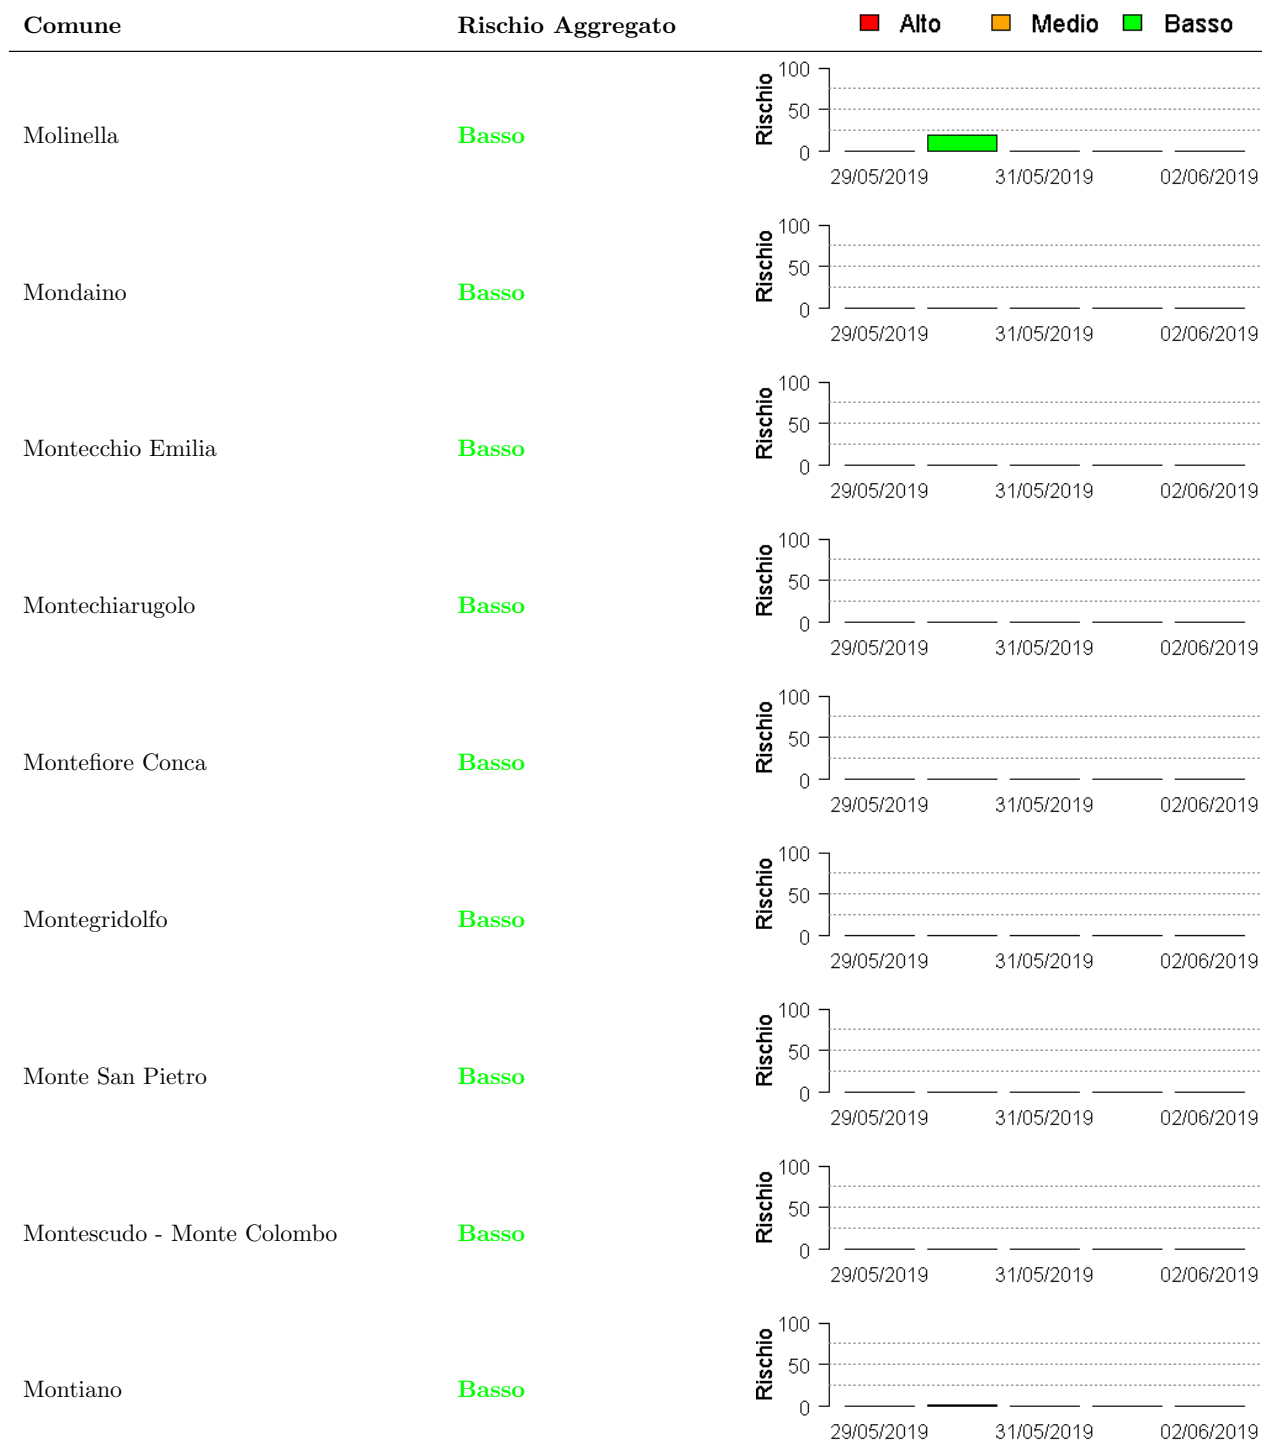 Comune Rischio Aggregato Alto Medio Basso
100
50
0
Rischio
Molinella Basso
29/05/2019 31/05/2019 02/06/2019
100
50
0
Rischio
Mondaino Basso
29/05/2019 31/05/2019 02/06/2019
100
50
0
Rischio
Montecchio Emilia Basso
29/05/2019 31/05/2019 02/06/2019
100
50
0
Rischio
Montechiarugolo Basso
29/05/2019 31/05/2019 02/06/2019
100
50
0
Rischio
Montefiore Conca Basso
29/05/2019 31/05/2019 02/06/2019
100
50
0
Rischio
Montegridolfo Basso
29/05/2019 31/05/2019 02/06/2019
100
50
0
Rischio
Monte San Pietro Basso
29/05/2019 31/05/2019 02/06/2019
100
50
0
Rischio
Montescudo - Monte Colombo Basso
29/05/2019 31/05/2019 02/06/2019
100
50
0
Rischio
Montiano Basso
29/05/2019 31/05/2019 02/06/2019